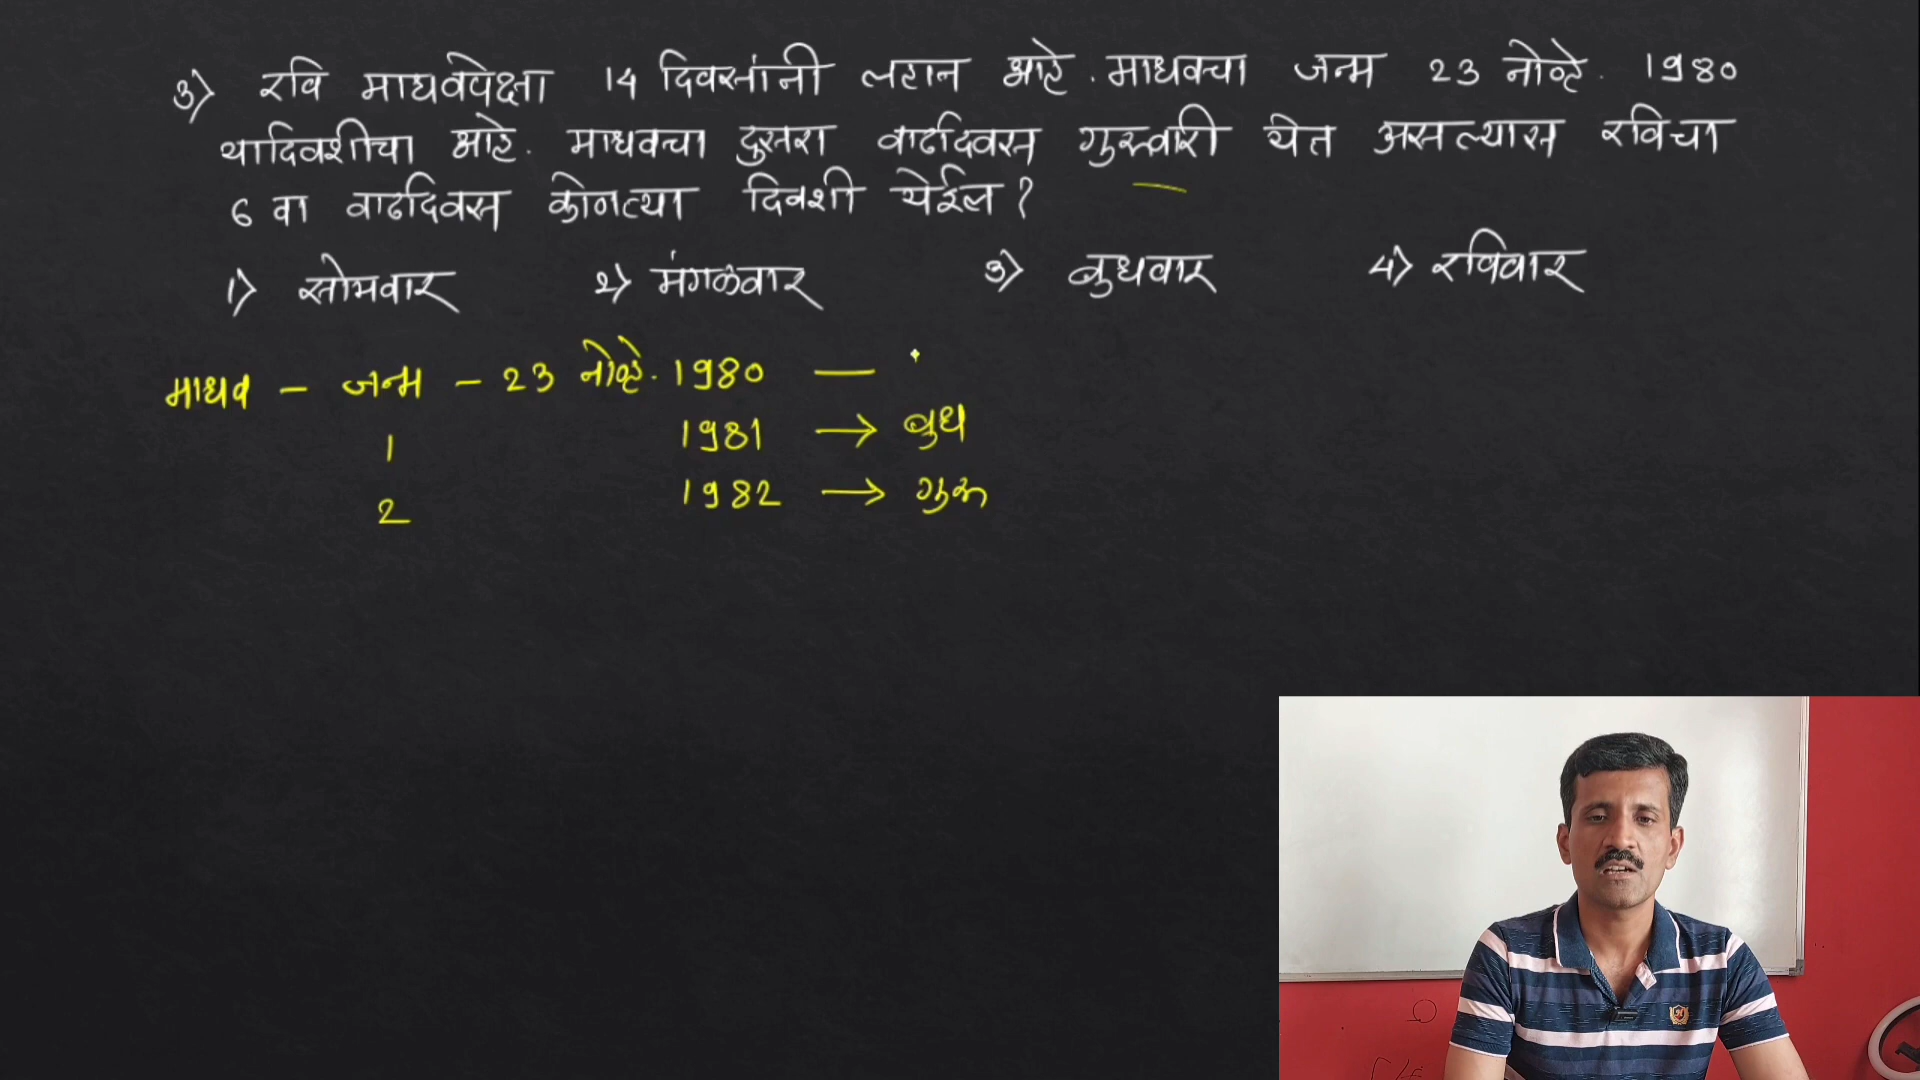 3) रवि माधवपेक्षा 14 दिवसांनी लहान आहे. माधवचा जन्म 23 नोव्हे. 1980
यादिवशीचा आहे. माधवचा दुसरा वाढदिवस गुरुवारी येत असल्यास रविचा
6 वा वाढदिवस कोणत्या दिवशी येईल?
1) सोमवार 2) मंगळवार 3) बुधवार 4) रविवार
माधव - जन्म - 23 नोव्हे. 1980 —
1 1981 → बुध
2 1982 → गुरु